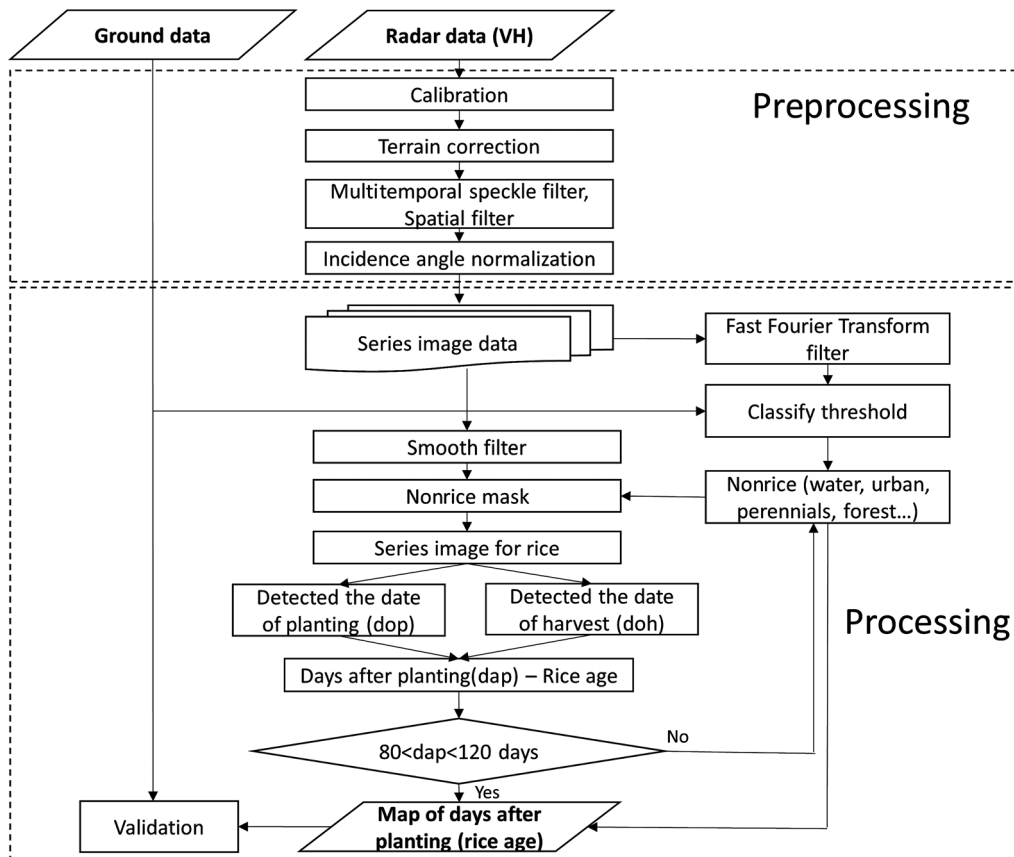 Ground data
Radar data (VH)
Preprocessing
Calibration
Terrain correction
Multitemporal speckle filter,
Spatial filter
Incidence angle normalization
Series image data
Fast Fourier Transform
filter
Classify threshold
Smooth filter
Nonrice mask
Nonrice (water, urban,
perennials, forest...)
Series image for rice
Detected the date
of planting (dop)
Detected the date
of harvest (doh)
Processing
Days after planting(dap) – Rice age
80<dap<120 days
No
Yes
Validation
Map of days after
planting (rice age)